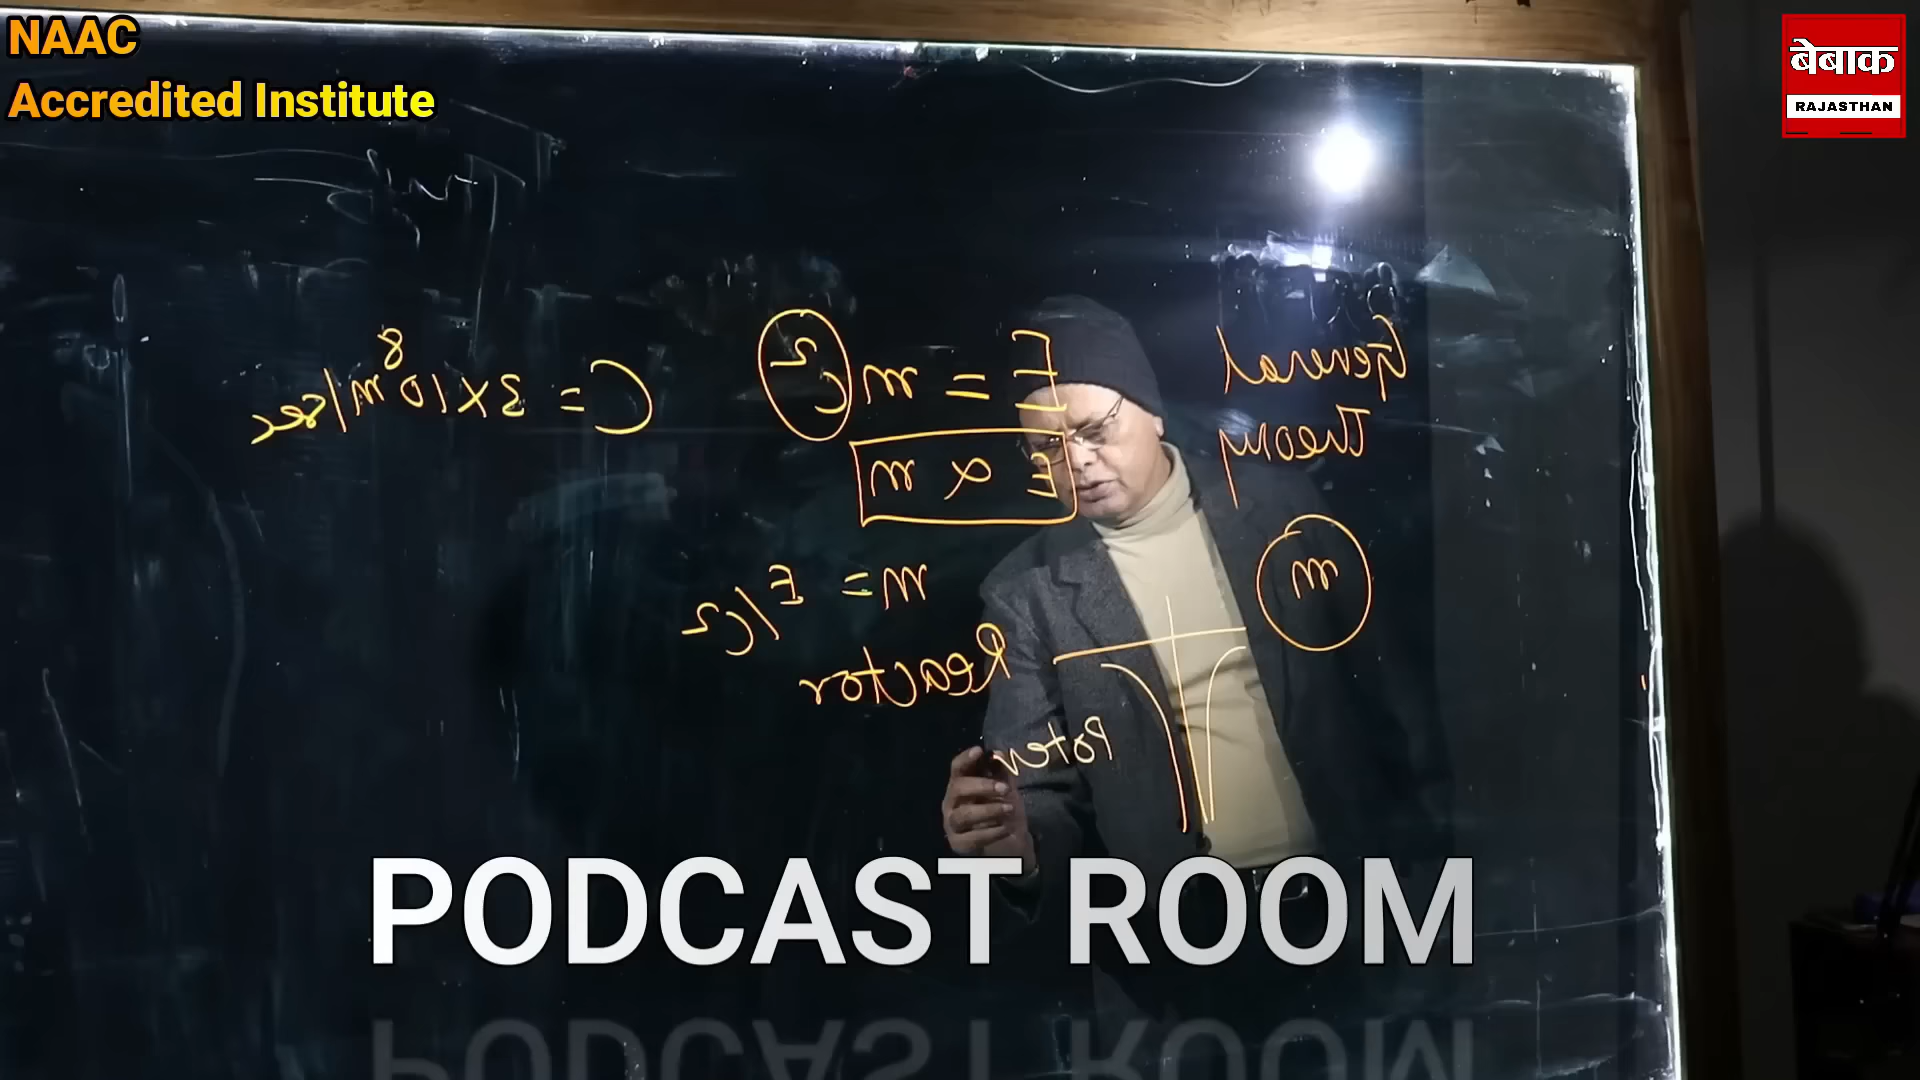 NAAC
Accredited Institute
बेबाक
RAJASTHAN
General
Theory
E = mc²
C = 3×10⁸ m/sec
E α m
m
m = E/c²
Reactor
Poten
PODCAST ROOM